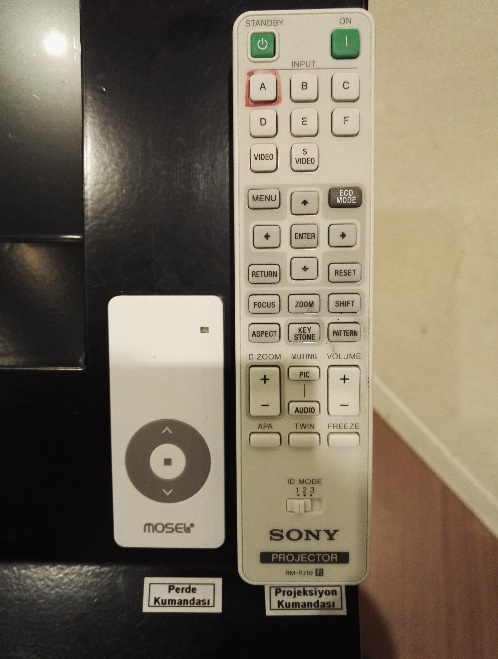 STANDBY ON
INPUT
A B C
D E F
VIDEO S VIDEO
MENU ECO MODE
ENTER
RETURN RESET
FOCUS ZOOM SHIFT
ASPECT KEY STONE PATTERN
D ZOOM MUTING VOLUME
+ PIC +
- AUDIO -
APA TWIN FREEZE
ID MODE
1 2 3
SONY
PROJECTOR
RM-PJ19
MOSEL
Perde
Kumandası
Projeksiyon
Kumandası